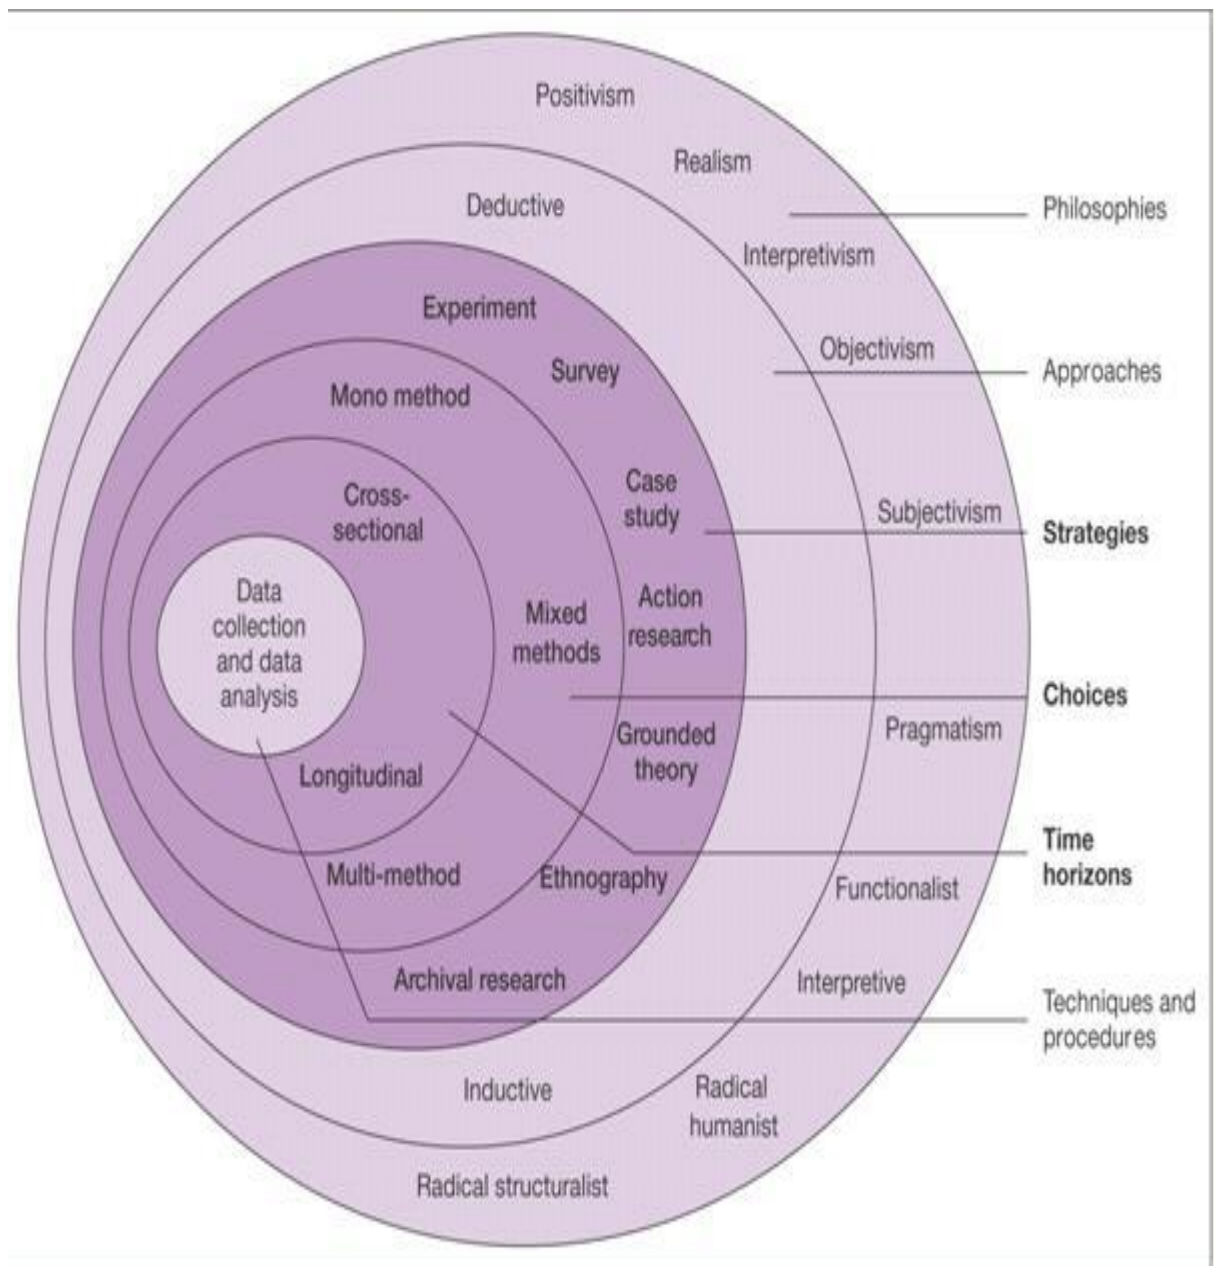 Positivism
Realism
Philosophies
Deductive
Interpretivism
Experiment
Objectivism
Survey
Approaches
Mono method
Case
study
Cross-
sectional
Subjectivism
Strategies
Data
collection
and data
analysis
Mixed
methods
Action
research
Choices
Grounded
theory
Pragmatism
Longitudinal
Time
horizons
Multi-method
Ethnography
Functionalist
Archival research
Interpretive
Techniques and
procedures
Inductive
Radical
humanist
Radical structuralist